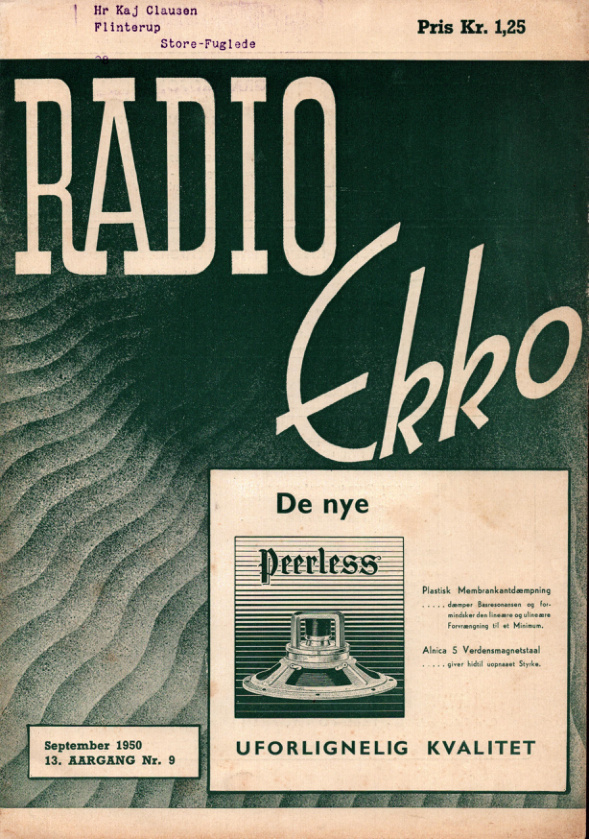 Hr Kaj Clausen
Flinterup
Store-Fuglede
Pris Kr. 1,25
RADIO
Ekko
De nye
Peerless
Plastisk Membrankantdæmpning
..... dæmper Basresonansen og for-
mindsker den lineære og ulineære
Forvrængning til et Minimum.
Alnica 5 Verdensmagnetstaal
..... giver hidtil uopnaaet Styrke.
UFORLIGNELIG KVALITET
September 1950
13. AARGANG Nr. 9